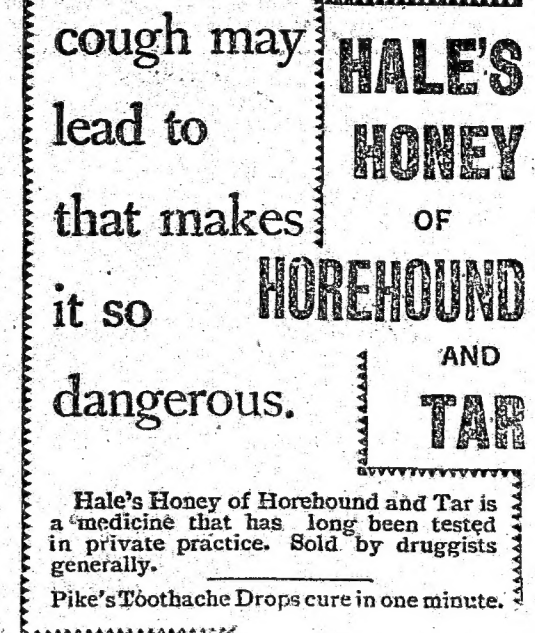 cough may
lead to
that makes
it so
dangerous.
HALE'S
HONEY
OF
HOREHOUND
AND
TAR
Hale's Honey of Horehound and Tar is
a medicine that has long been tested
in private practice. Sold by druggists
generally.
Pike's Toothache Drops cure in one minute.